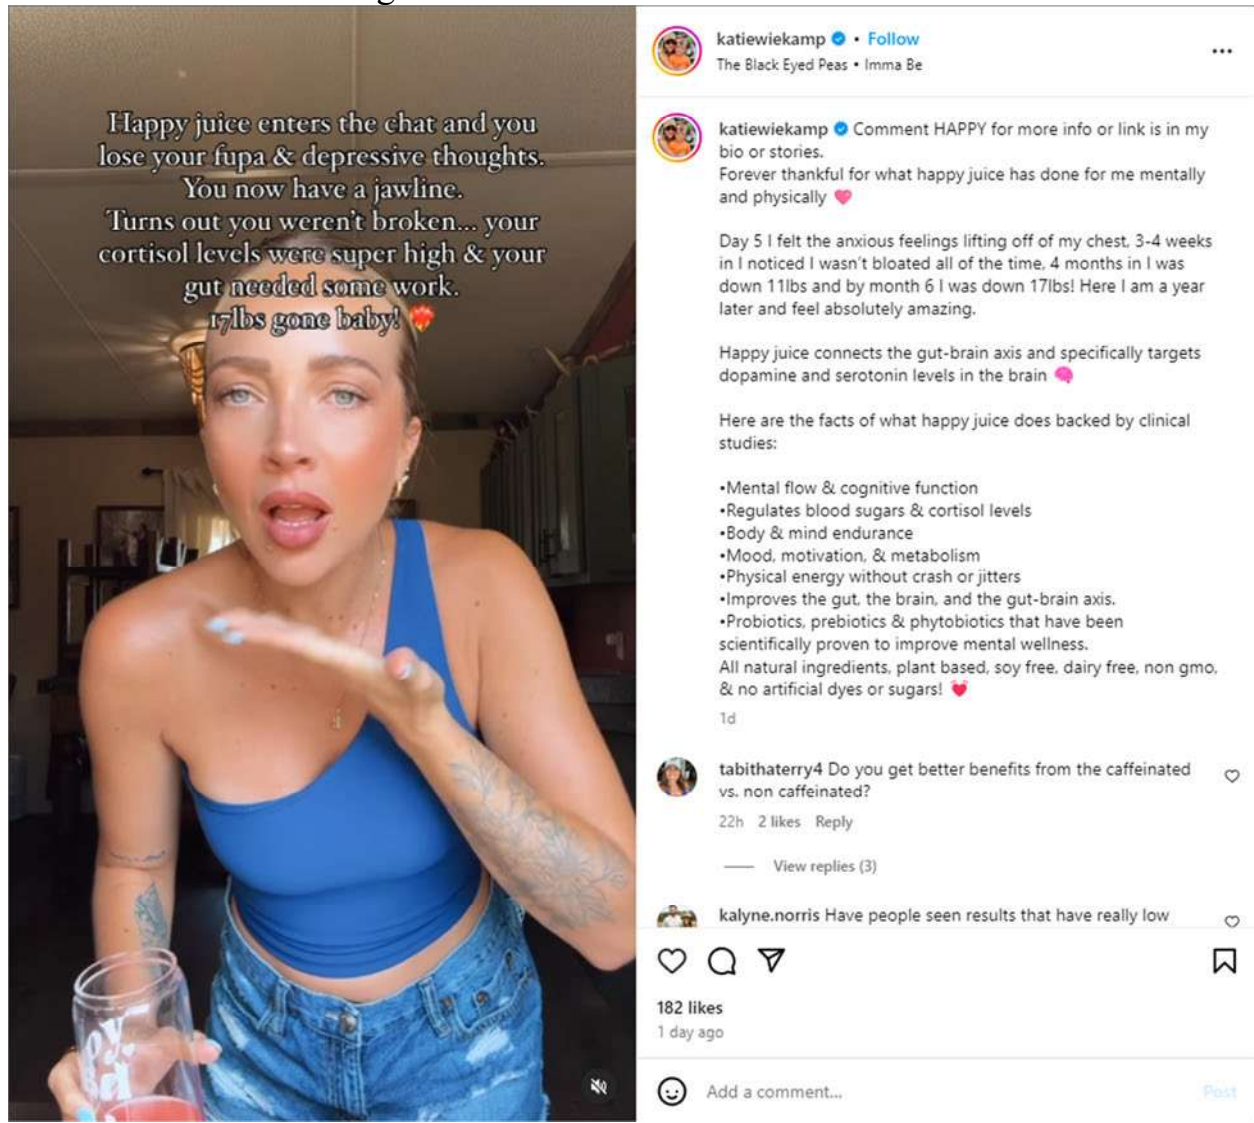 Happy juice enters the chat and you
lose your fupa & depressive thoughts.
You now have a jawline.
Turns out you weren't broken... your
cortisol levels were super high & your
gut needed some work.
17lbs gone baby! ❤️‍🔥
katiewiekamp • Follow
The Black Eyed Peas • Imma Be
katiewiekamp Comment HAPPY for more info or link is in my
bio or stories.
Forever thankful for what happy juice has done for me mentally
and physically 💖
Day 5 I felt the anxious feelings lifting off of my chest, 3-4 weeks
in I noticed I wasn't bloated all of the time, 4 months in I was
down 11lbs and by month 6 I was down 17lbs! Here I am a year
later and feel absolutely amazing.
Happy juice connects the gut-brain axis and specifically targets
dopamine and serotonin levels in the brain 🧠
Here are the facts of what happy juice does backed by clinical
studies:
•Mental flow & cognitive function
•Regulates blood sugars & cortisol levels
•Body & mind endurance
•Mood, motivation, & metabolism
•Physical energy without crash or jitters
•Improves the gut, the brain, and the gut-brain axis.
•Probiotics, prebiotics & phytobiotics that have been
scientifically proven to improve mental wellness.
All natural ingredients, plant based, soy free, dairy free, non gmo,
& no artificial dyes or sugars! 💓
1d
tabithaterry4 Do you get better benefits from the caffeinated
vs. non caffeinated?
22h 2 likes Reply
View replies (3)
kalyne.norris Have people seen results that have really low
182 likes
1 day ago
Add a comment...
Post